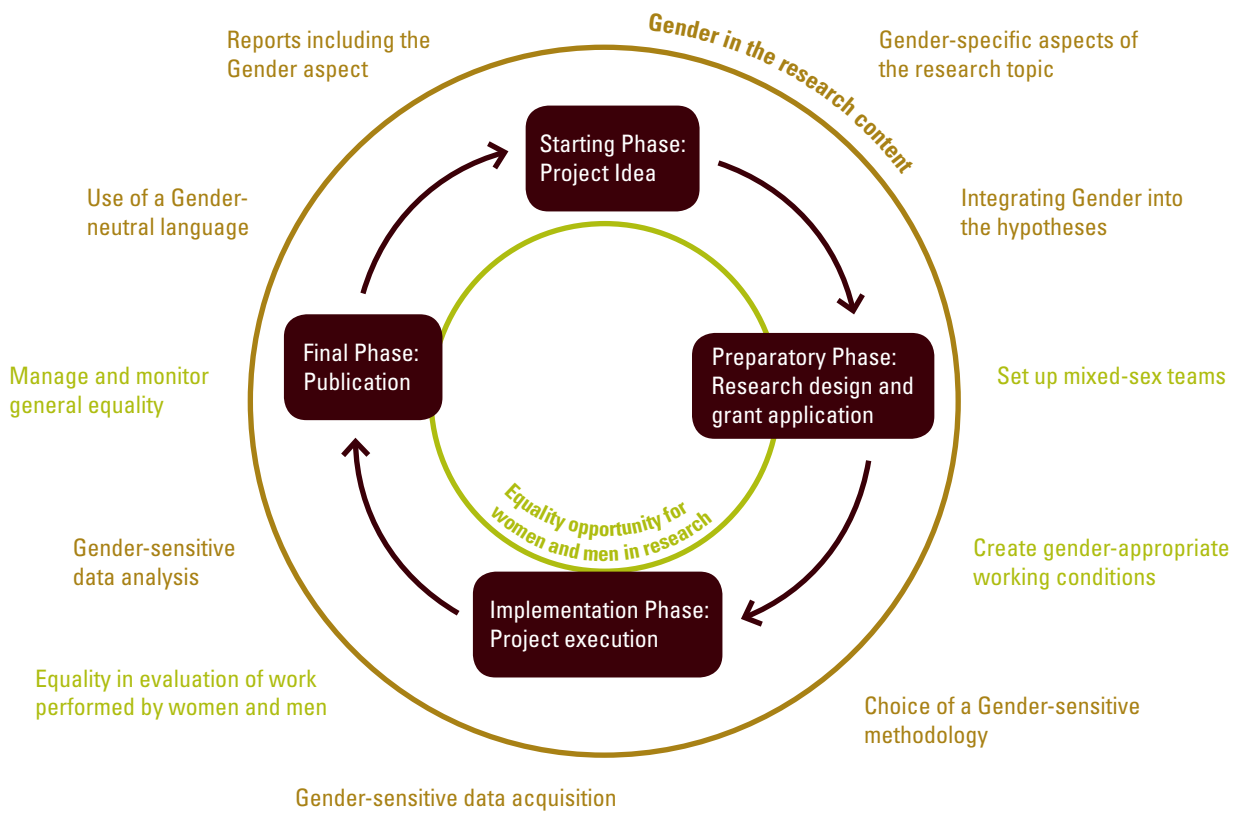 Gender in the research content
Reports including the
Gender aspect
Gender-specific aspects of
the research topic
Starting Phase:
Project Idea
Use of a Gender-
neutral language
Integrating Gender into
the hypotheses
Final Phase:
Publication
Preparatory Phase:
Research design and
grant application
Manage and monitor
general equality
Set up mixed-sex teams
Equality opportunity for
women and men in research
Gender-sensitive
data analysis
Create gender-appropriate
working conditions
Implementation Phase:
Project execution
Equality in evaluation of work
performed by women and men
Choice of a Gender-sensitive
methodology
Gender-sensitive data acquisition